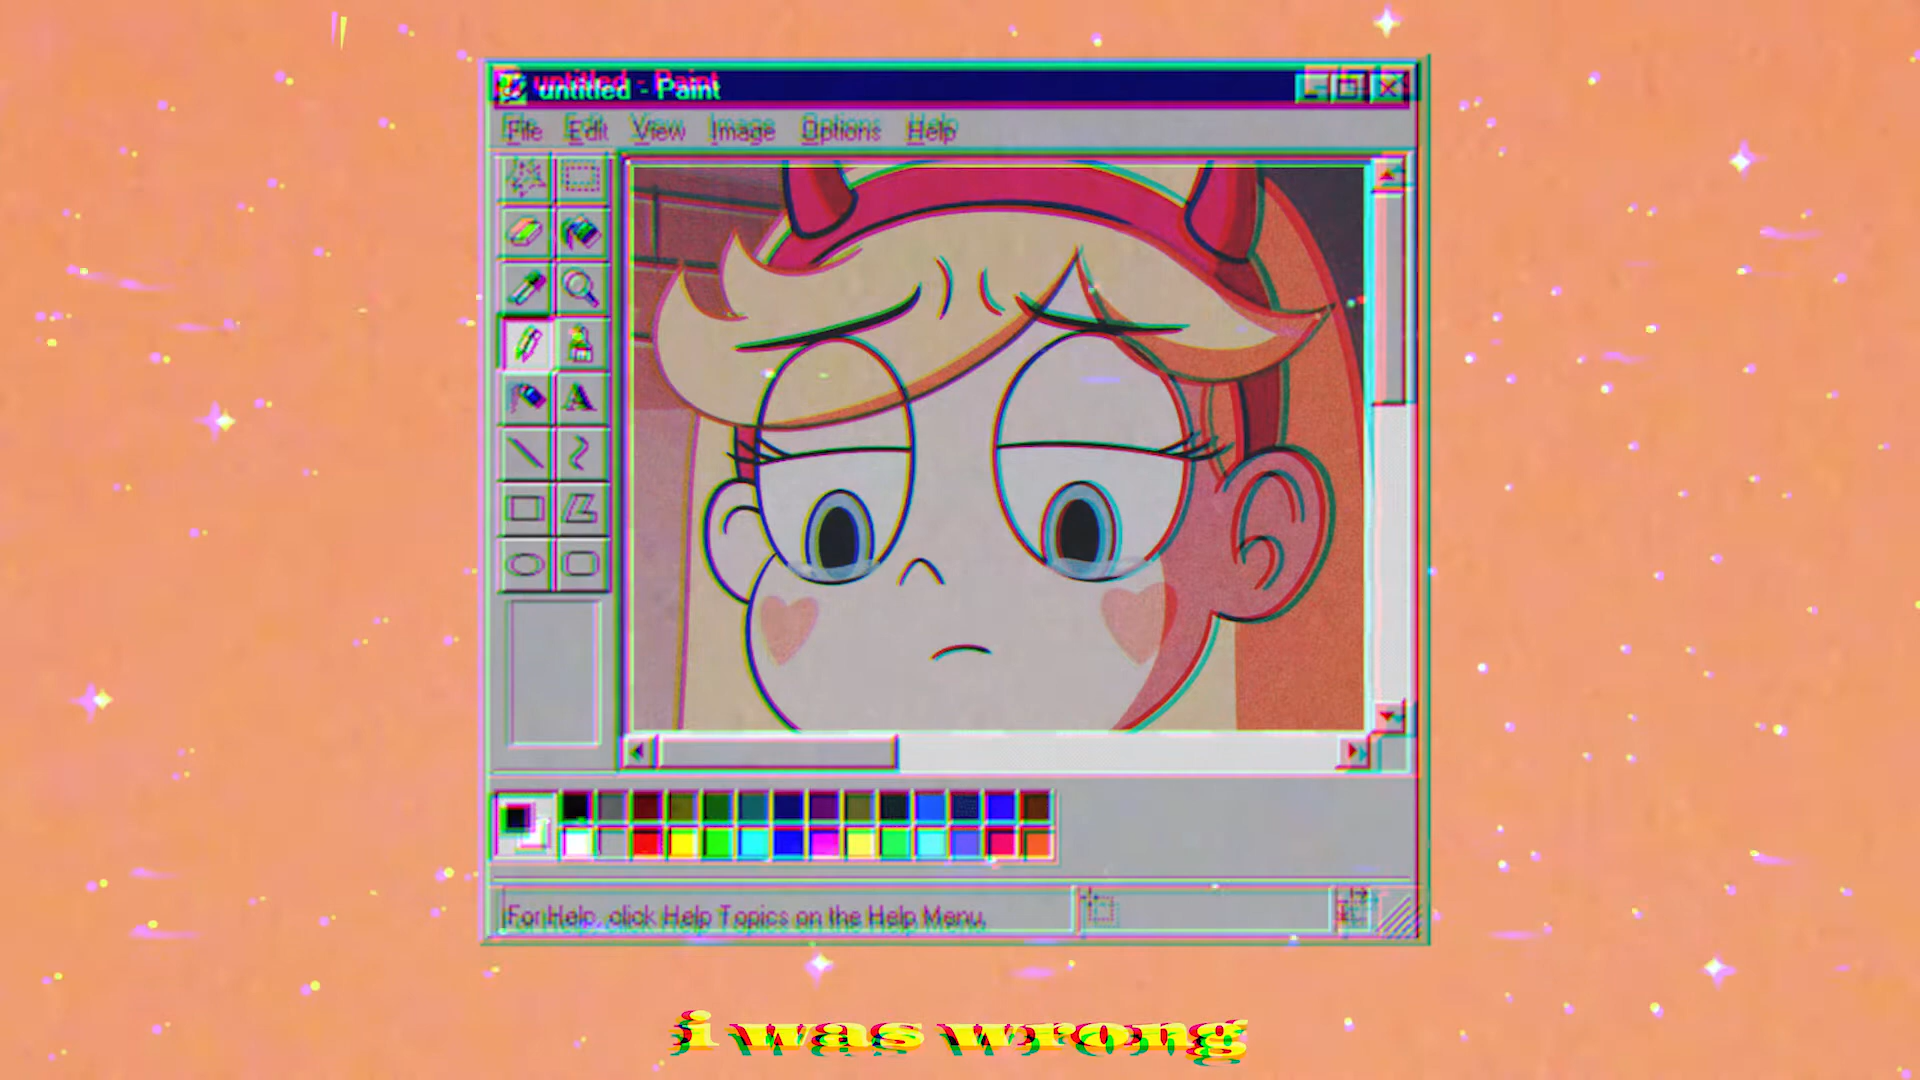 untitled - Paint
File Edit View Image Options Help
A
For Help, click Help Topics on the Help Menu.
i was wrong